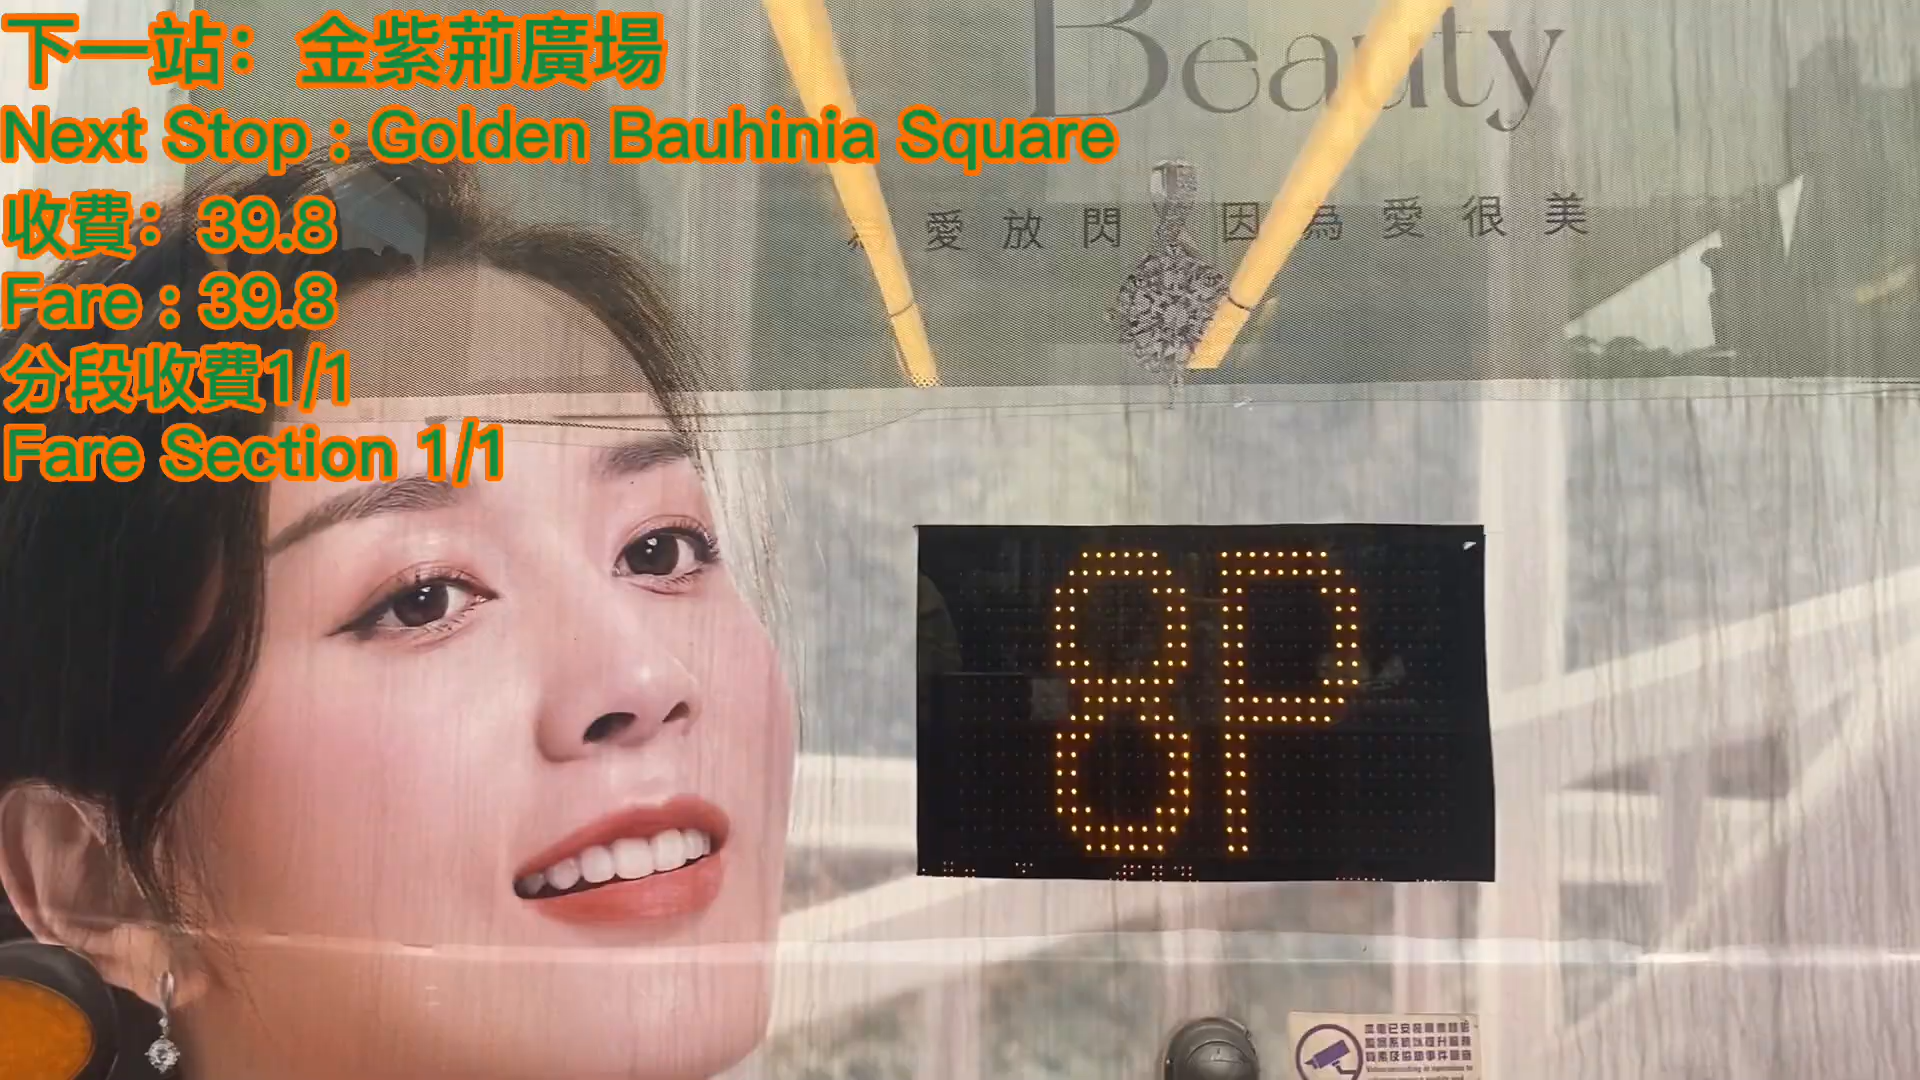 下一站：金紫荊廣場
Next Stop : Golden Bauhinia Square
收費：39.8
Fare : 39.8
分段收費1/1
Fare Section 1/1
Beauty
為愛放閃 因為愛很美
8P